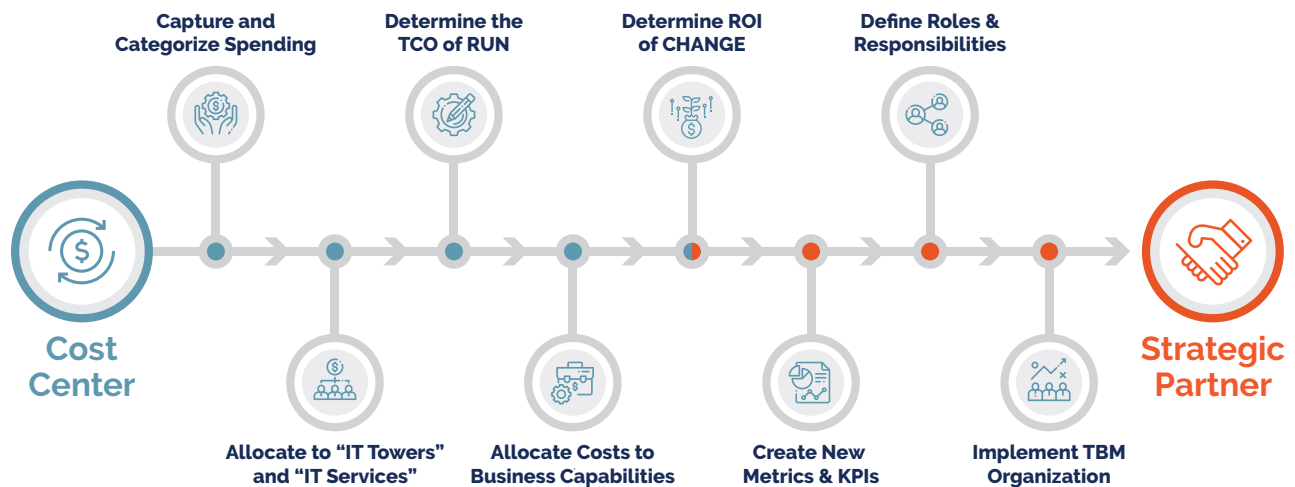 Capture and
Categorize Spending
Determine the
TCO of RUN
Determine ROI
of CHANGE
Define Roles &
Responsibilities
Cost
Center
Strategic
Partner
Allocate to “IT Towers”
and “IT Services”
Allocate Costs to
Business Capabilities
Create New
Metrics & KPIs
Implement TBM
Organization